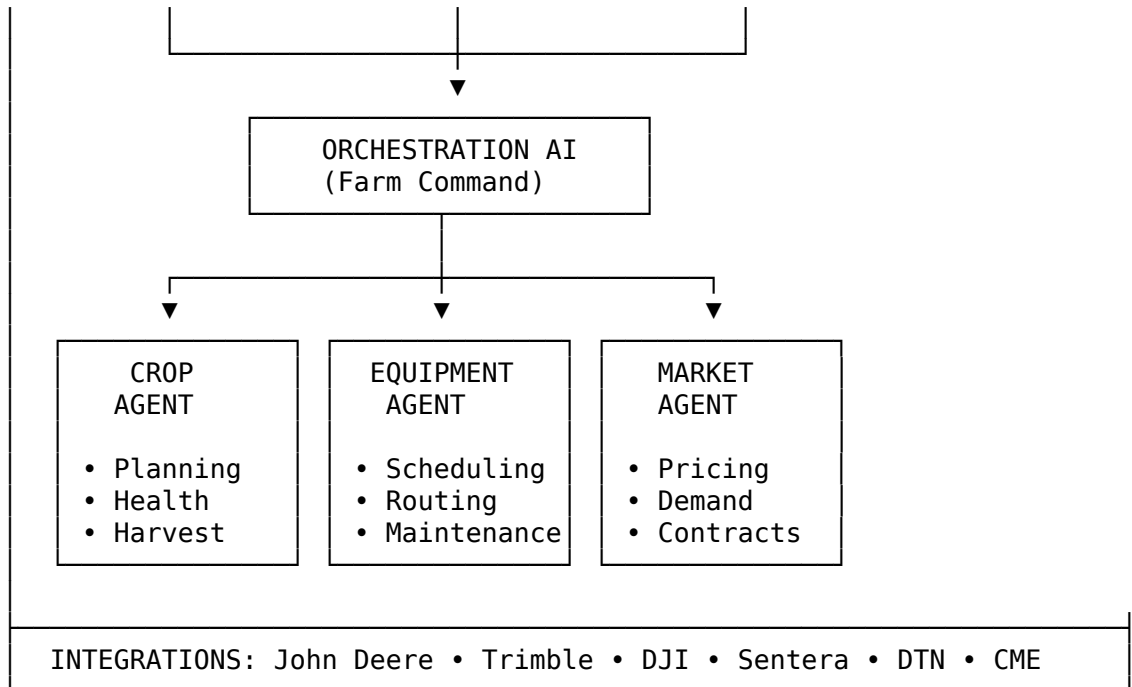 ORCHESTRATION AI
(Farm Command)
CROP
AGENT
• Planning
• Health
• Harvest
EQUIPMENT
AGENT
• Scheduling
• Routing
• Maintenance
MARKET
AGENT
• Pricing
• Demand
• Contracts
INTEGRATIONS: John Deere • Trimble • DJI • Sentera • DTN • CME